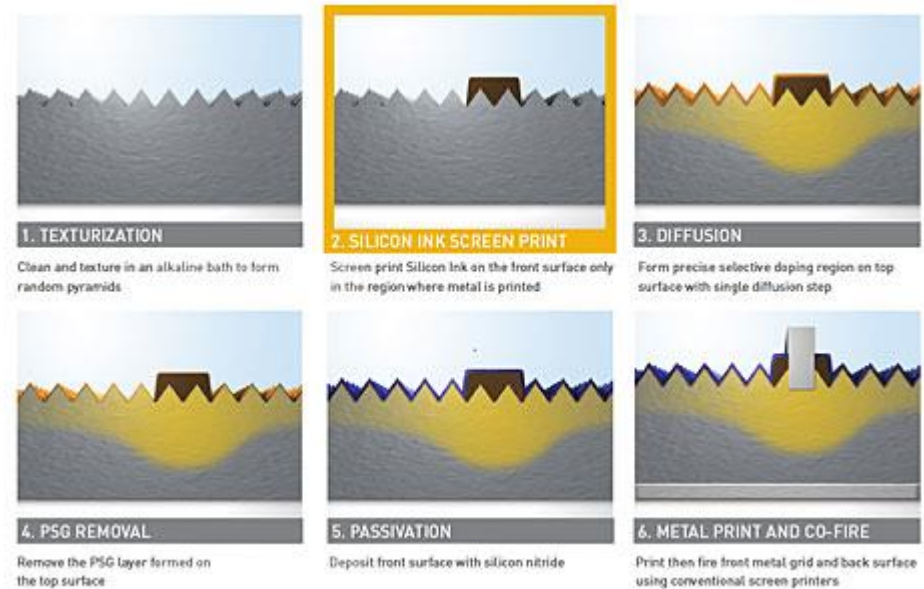 1. TEXTURIZATION
Clean and texture in an alkaline bath to form
random pyramids
2. SILICON INK SCREEN PRINT
Screen print Silicon Ink on the front surface only
in the region where metal is printed
3. DIFFUSION
Form precise selective doping region on top
surface with single diffusion step
4. PSG REMOVAL
Remove the PSG layer formed on
the top surface
5. PASSIVATION
Deposit front surface with silicon nitride
6. METAL PRINT AND CO-FIRE
Print then fire front metal grid and back surface
using conventional screen printers